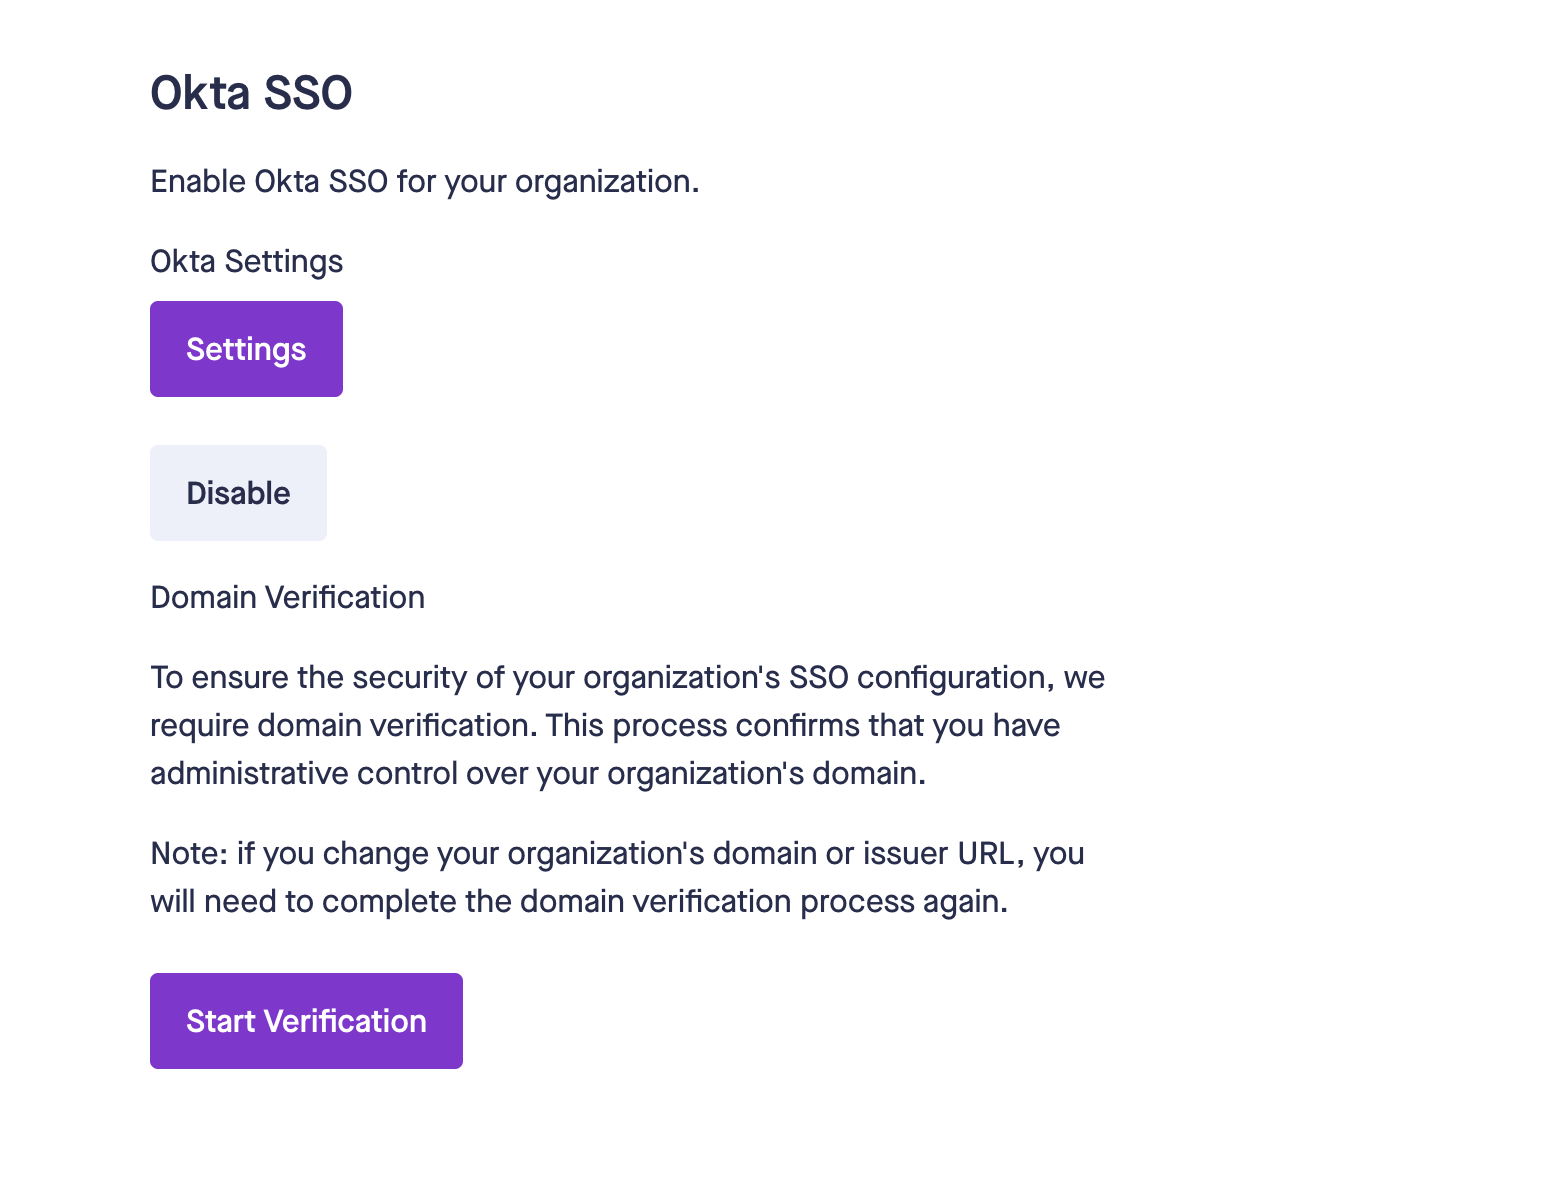 Okta SSO
Enable Okta SSO for your organization.
Okta Settings
Settings
Disable
Domain Verification
To ensure the security of your organization's SSO configuration, we
require domain verification. This process confirms that you have
administrative control over your organization's domain.
Note: if you change your organization's domain or issuer URL, you
will need to complete the domain verification process again.
Start Verification